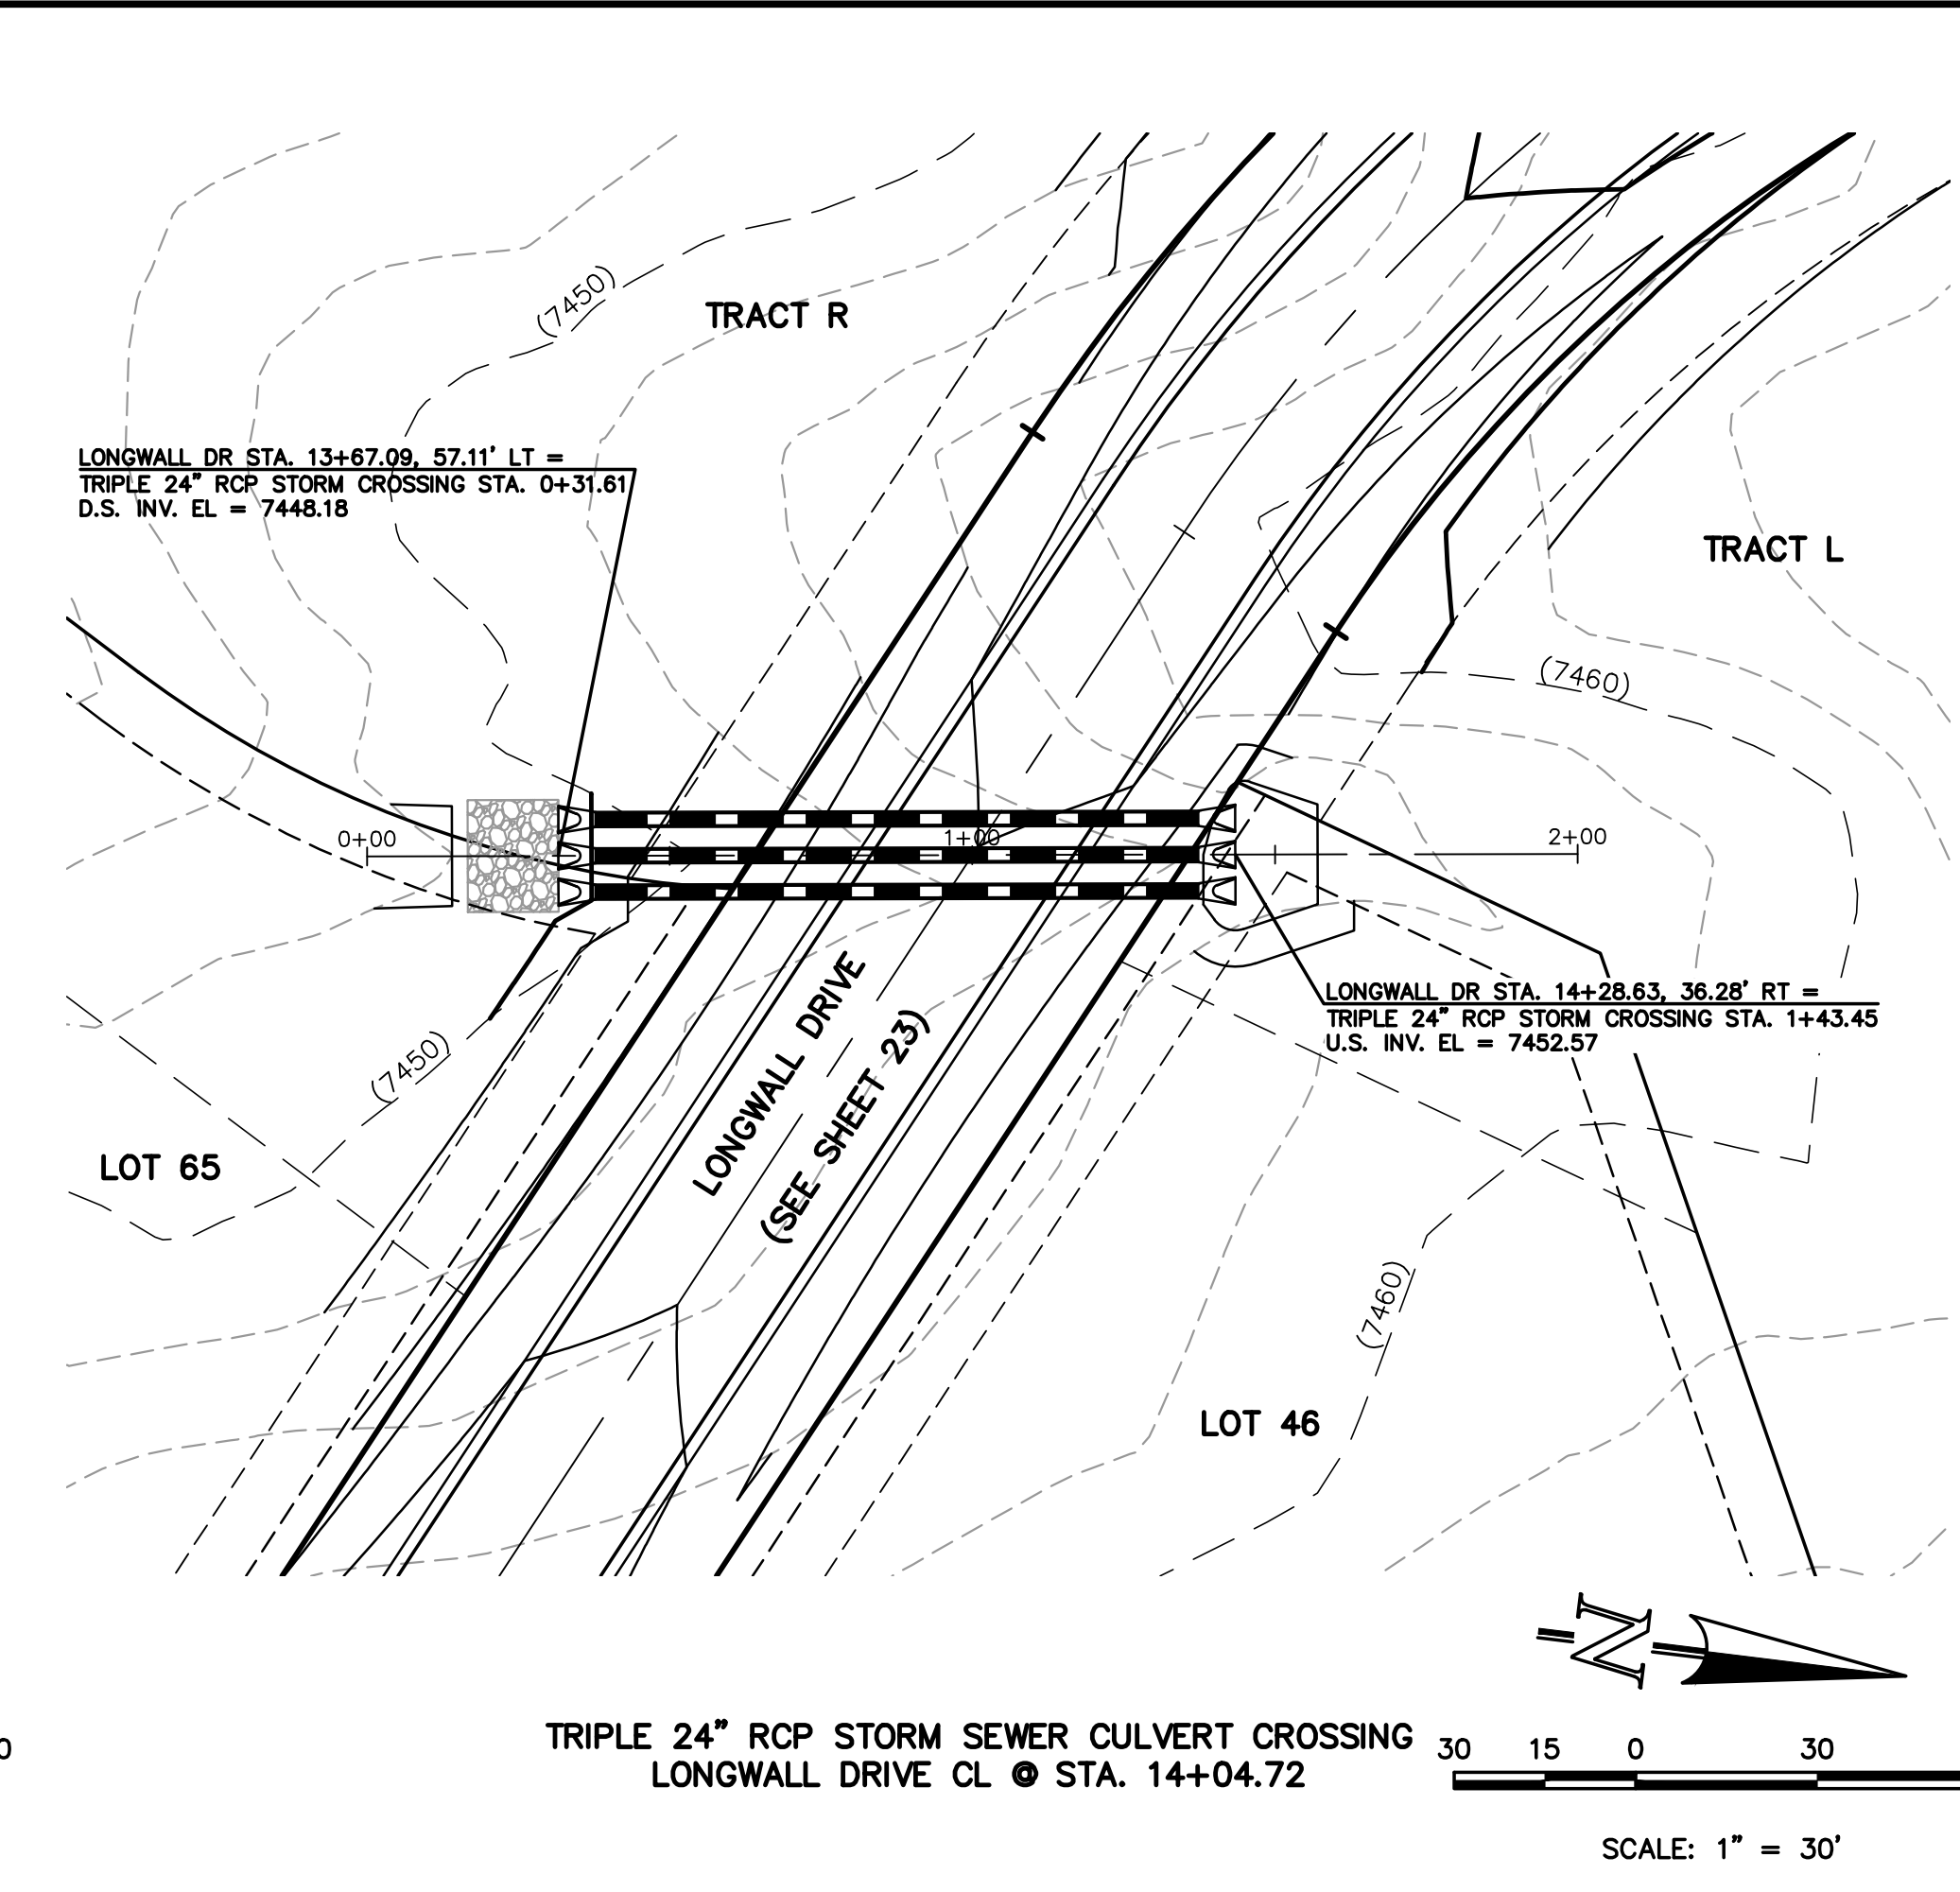 (7450)
TRACT R
LONGWALL DR STA. 13+67.09, 57.11' LT =
TRIPLE 24" RCP STORM CROSSING STA. 0+31.61
D.S. INV. EL = 7448.18
TRACT L
(7460)
0+00
1+00
2+00
LONGWALL DR STA. 14+28.63, 36.28' RT =
TRIPLE 24" RCP STORM CROSSING STA. 1+43.45
U.S. INV. EL = 7452.57
LONGWALL DRIVE
(SEE SHEET 23)
(7450)
LOT 65
(7460)
LOT 46
N
TRIPLE 24" RCP STORM SEWER CULVERT CROSSING
LONGWALL DRIVE CL @ STA. 14+04.72
30 15 0 30
SCALE: 1" = 30'